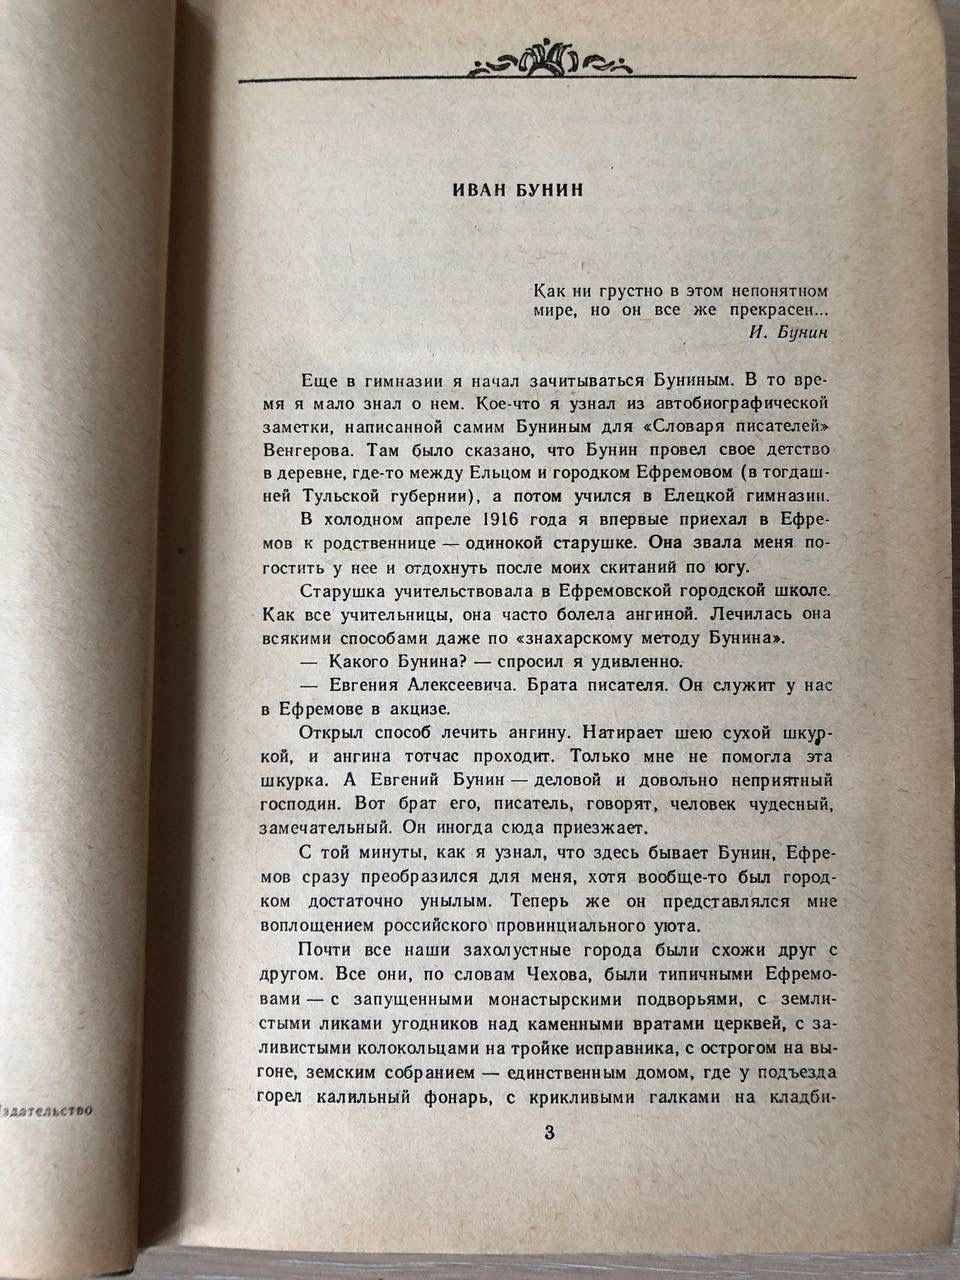 ИВАН БУНИН
Как ни грустно в этом непонятном
мире, но он все же прекрасен...
И. Бунин
Еще в гимназии я начал зачитываться Буниным. В то вре-
мя я мало знал о нем. Кое-что я узнал из автобиографической
заметки, написанной самим Буниным для «Словаря писателей»
Венгерова. Там было сказано, что Бунин провел свое детство
в деревне, где-то между Ельцом и городком Ефремовом (в тогдаш-
ней Тульской губернии), а потом учился в Елецкой гимназии.
В холодном апреле 1916 года я впервые приехал в Ефре-
мов к родственнице — одинокой старушке. Она звала меня по-
гостить у нее и отдохнуть после моих скитаний по югу.
Старушка учительствовала в Ефремовской городской школе.
Как все учительницы, она часто болела ангиной. Лечилась она
всякими способами даже по «знахарскому методу Бунина».
— Какого Бунина? — спросил я удивленно.
— Евгения Алексеевича. Брата писателя. Он служит у нас
в Ефремове в акцизе.
Открыл способ лечить ангину. Натирает шею сухой шкур-
кой, и ангина тотчас проходит. Только мне не помогла эта
шкурка. А Евгений Бунин — деловой и довольно неприятный
господин. Вот брат его, писатель, говорят, человек чудесный,
замечательный. Он иногда сюда приезжает.
С той минуты, как я узнал, что здесь бывает Бунин, Ефре-
мов сразу преобразился для меня, хотя вообще-то был город-
ком достаточно унылым. Теперь же он представлялся мне
воплощением российского провинциального уюта.
Почти все наши захолустные города были схожи друг с
другом. Все они, по словам Чехова, были типичными Ефремо-
вами — с запущенными монастырскими подворьями, с земли-
стыми ликами угодников над каменными вратами церквей, с за-
ливистыми колокольцами на тройке исправника, с острогом на вы-
гоне, земским собранием — единственным домом, где у подъезда
горел калильный фонарь, с крикливыми галками на кладби-
3
здательство